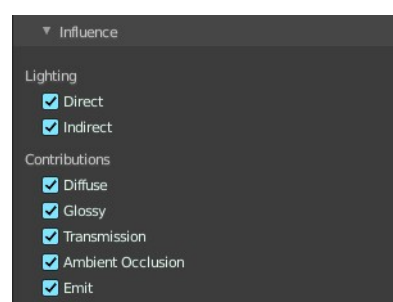 Influence
Lighting
Direct
Indirect
Contributions
Diffuse
Glossy
Transmission
Ambient Occlusion
Emit